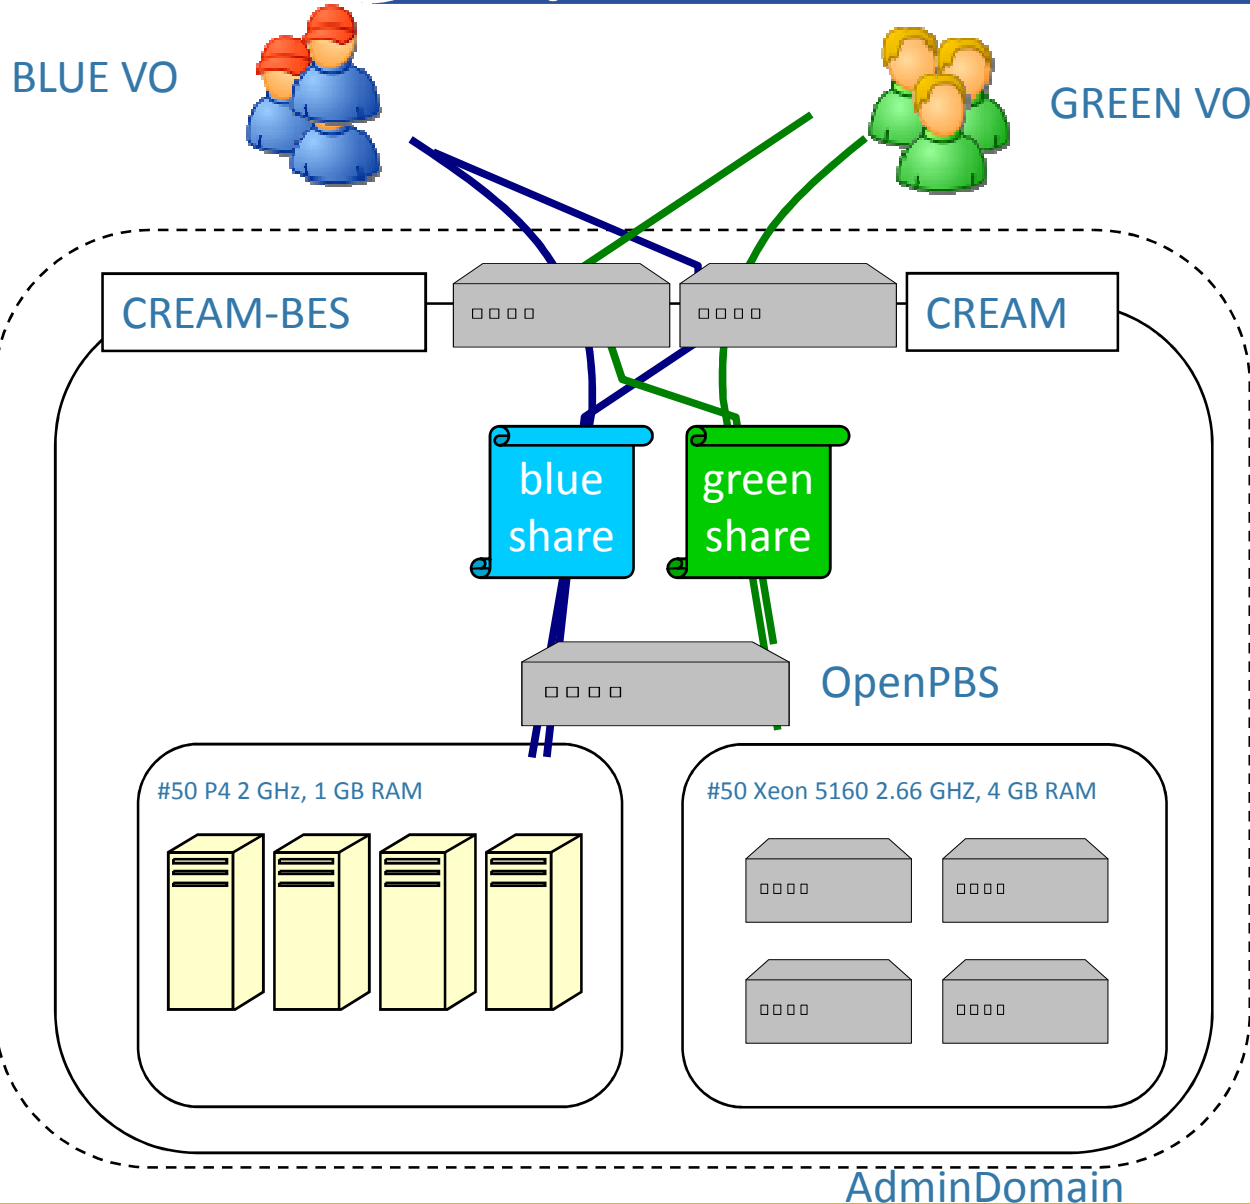 BLUE VO
GREEN VO
CREAM-BES
CREAM
blue
share
green
share
OpenPBS
#50 P4 2 GHz, 1 GB RAM
#50 Xeon 5160 2.66 GHZ, 4 GB RAM
AdminDomain